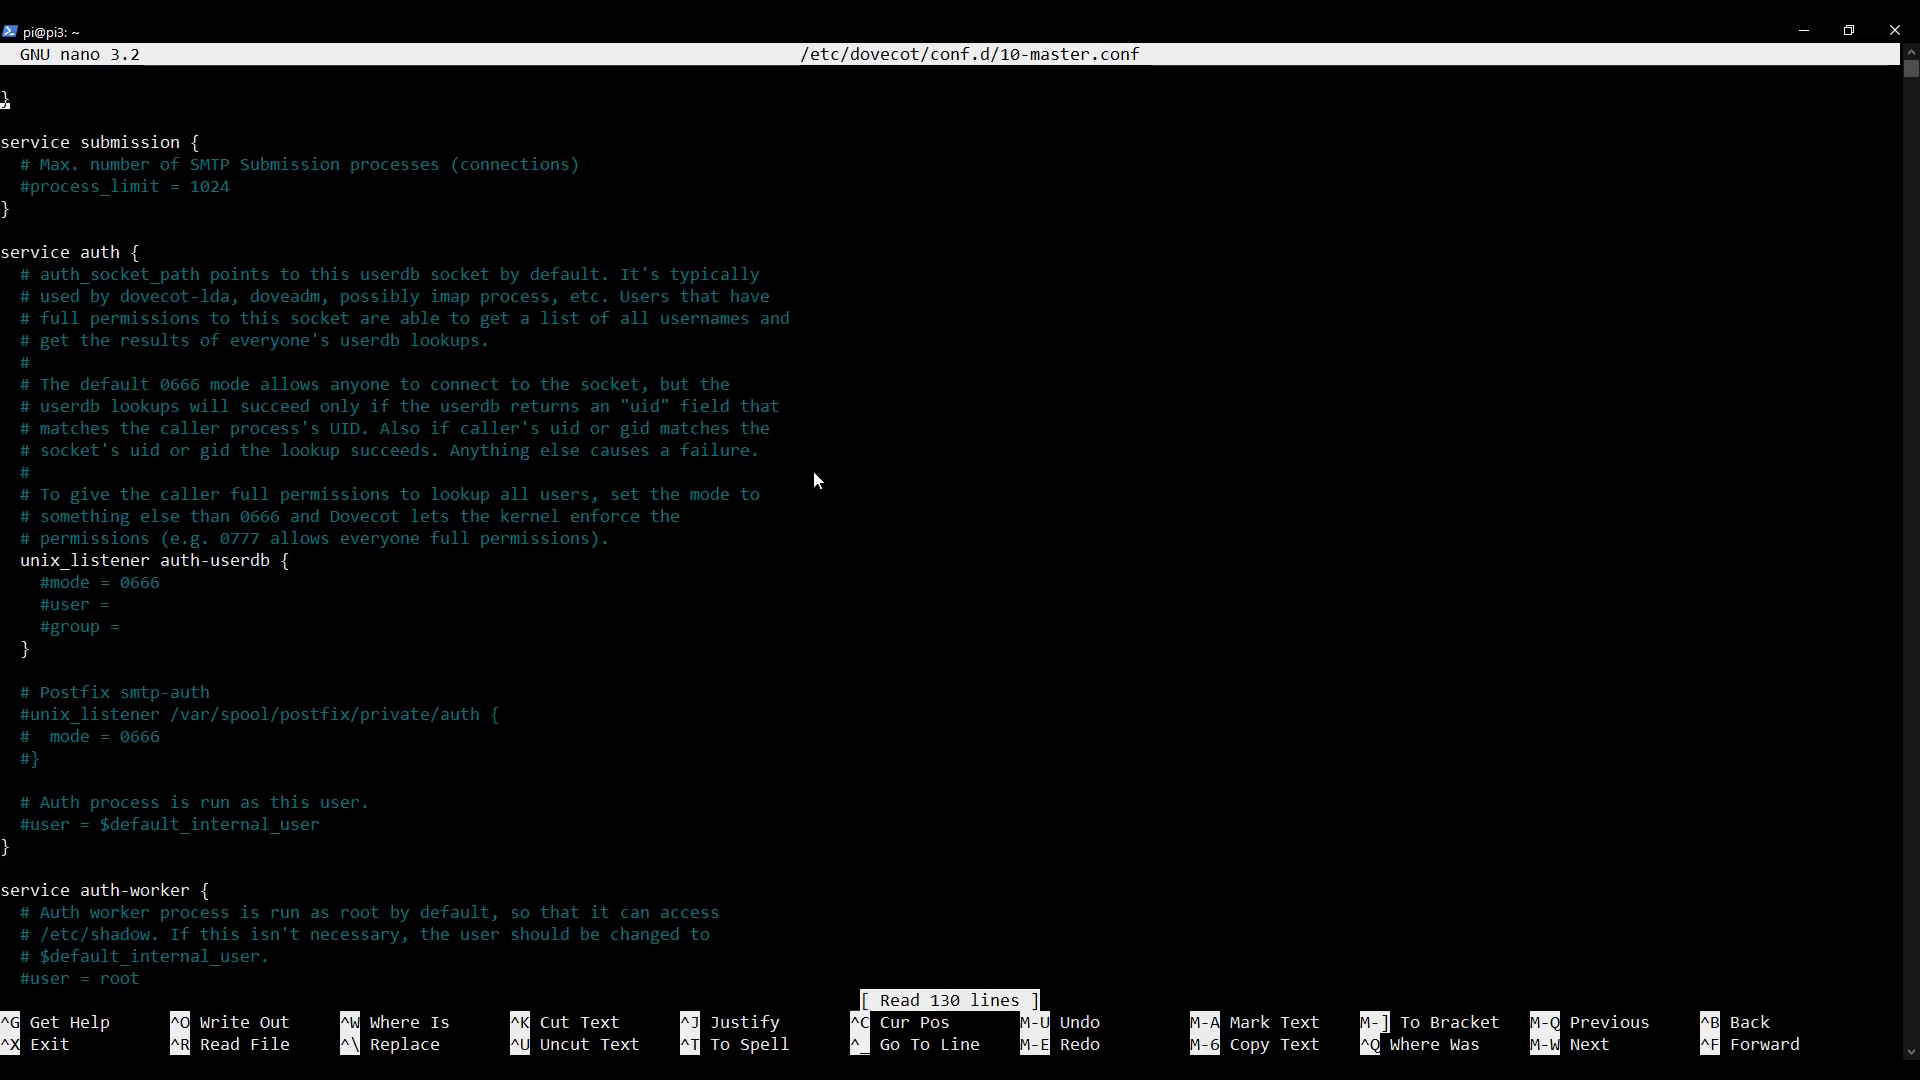 pi@pi3: ~
GNU nano 3.2 /etc/dovecot/conf.d/10-master.conf
}
service submission {
# Max. number of SMTP Submission processes (connections)
#process_limit = 1024
}
service auth {
# auth_socket_path points to this userdb socket by default. It's typically
# used by dovecot-lda, doveadm, possibly imap process, etc. Users that have
# full permissions to this socket are able to get a list of all usernames and
# get the results of everyone's userdb lookups.
#
# The default 0666 mode allows anyone to connect to the socket, but the
# userdb lookups will succeed only if the userdb returns an "uid" field that
# matches the caller process's UID. Also if caller's uid or gid matches the
# socket's uid or gid the lookup succeeds. Anything else causes a failure.
#
# To give the caller full permissions to lookup all users, set the mode to
# something else than 0666 and Dovecot lets the kernel enforce the
# permissions (e.g. 0777 allows everyone full permissions).
unix_listener auth-userdb {
#mode = 0666
#user =
#group =
}
# Postfix smtp-auth
#unix_listener /var/spool/postfix/private/auth {
#  mode = 0666
#}
# Auth process is run as this user.
#user = $default_internal_user
}
service auth-worker {
# Auth worker process is run as root by default, so that it can access
# /etc/shadow. If this isn't necessary, the user should be changed to
# $default_internal_user.
#user = root
[ Read 130 lines ]
^G Get Help ^O Write Out ^W Where Is ^K Cut Text ^J Justify ^C Cur Pos M-U Undo M-A Mark Text M-] To Bracket M-Q Previous ^B Back
^X Exit ^R Read File ^\ Replace ^U Uncut Text ^T To Spell ^_ Go To Line M-E Redo M-6 Copy Text ^Q Where Was M-W Next ^F Forward